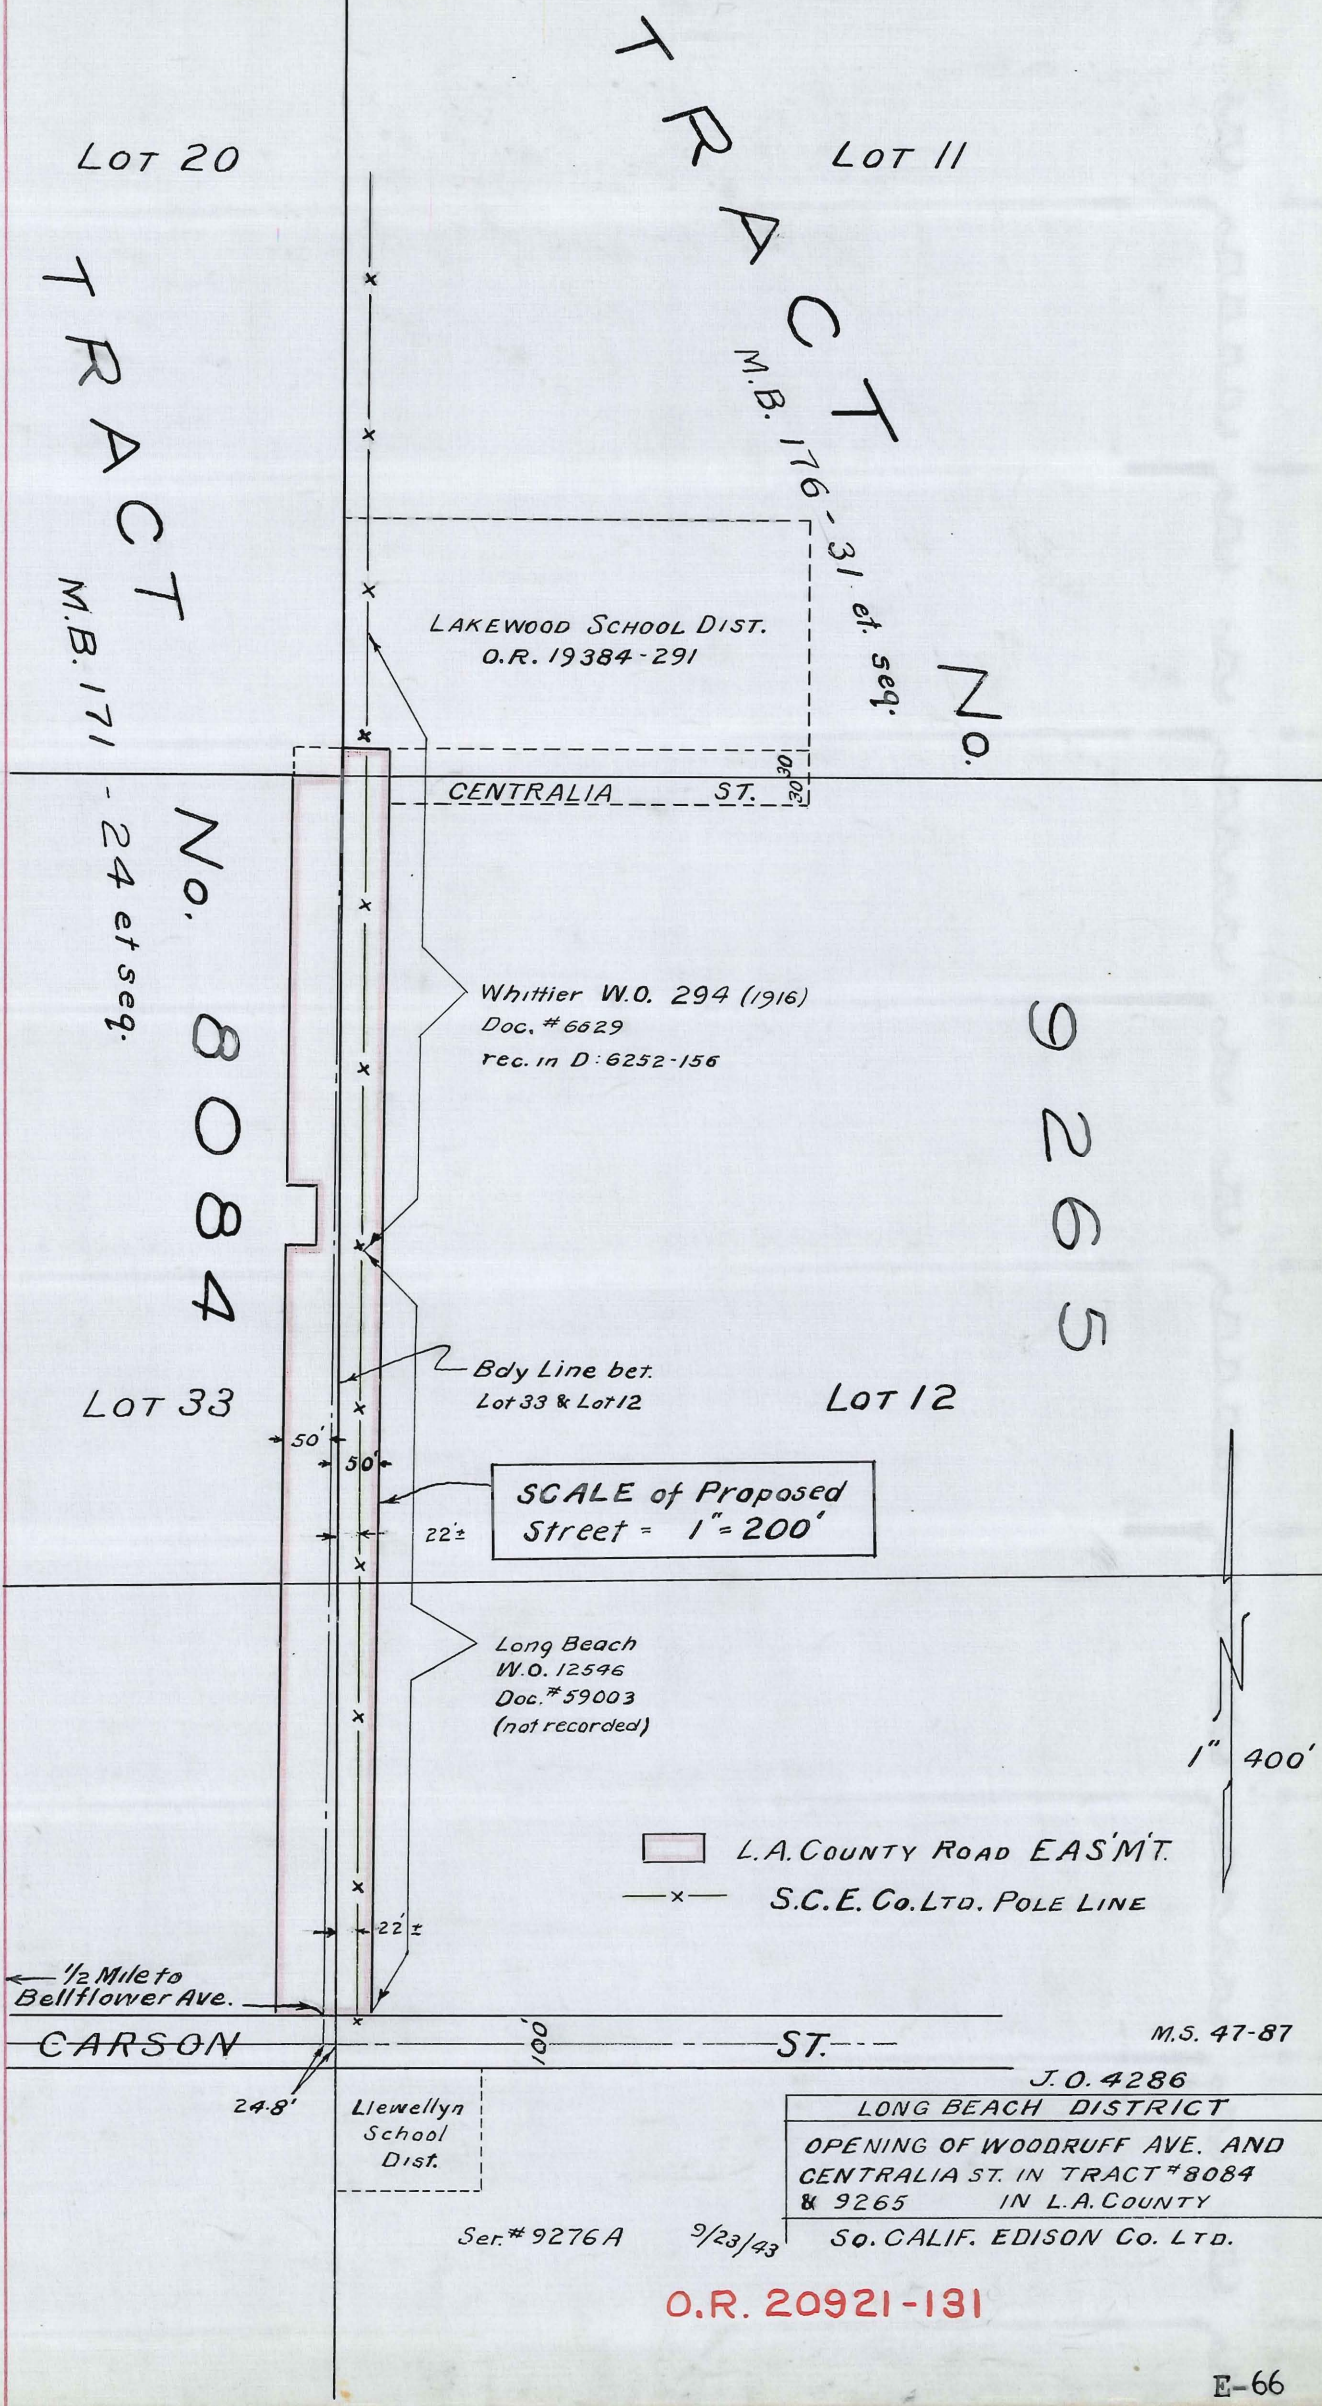 LOT 20
LOT 11
TRACT No. 9265
M.B. 176-31 et. seq.
TRACT No. 8084
M.B. 171-24 et seq.
LAKEWOOD SCHOOL DIST.
O.R. 19384-291
30'
30'
CENTRALIA ST.
Whittier W.O. 294 (1916)
Doc. #6629
rec. in D:6252-156
Bdy Line bet.
Lot 33 & Lot 12
LOT 33
LOT 12
50'
50'
SCALE of Proposed
Street = 1"=200'
22'±
Long Beach
W.O. 12546
Doc. #59003
(not recorded)
N
1" 400'
L.A. COUNTY ROAD EAS'M'T.
x S.C.E. Co. LTD. POLE LINE
22'±
1/2 Mile to
Bellflower Ave.
CARSON ST.
100'
24.8'
Llewellyn
School
Dist.
M.S. 47-87
J.O. 4286
LONG BEACH DISTRICT
OPENING OF WOODRUFF AVE. AND
CENTRALIA ST. IN TRACT #8084
& 9265 IN L.A. COUNTY
SO. CALIF. EDISON CO. LTD.
Ser.# 9276A 9/23/43
O.R. 20921-131
E-66